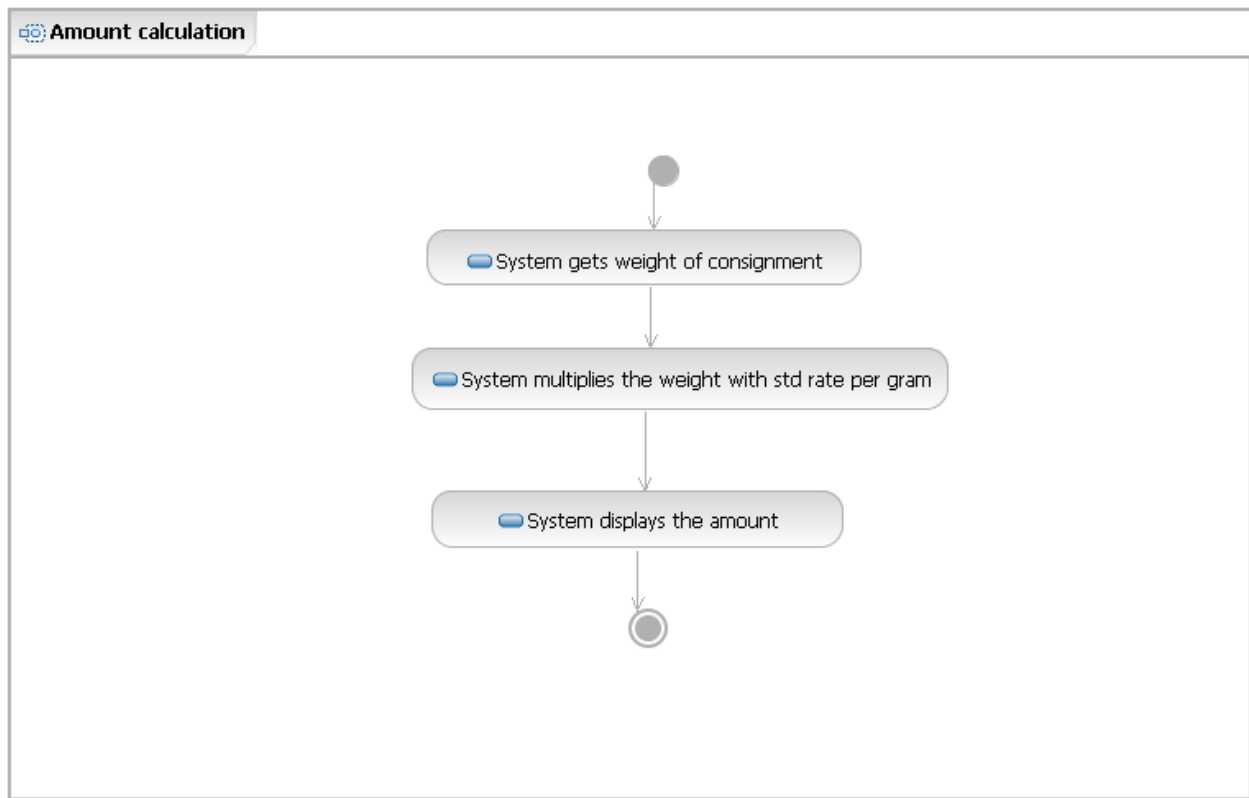 Amount calculation
System gets weight of consignment
System multiplies the weight with std rate per gram
System displays the amount